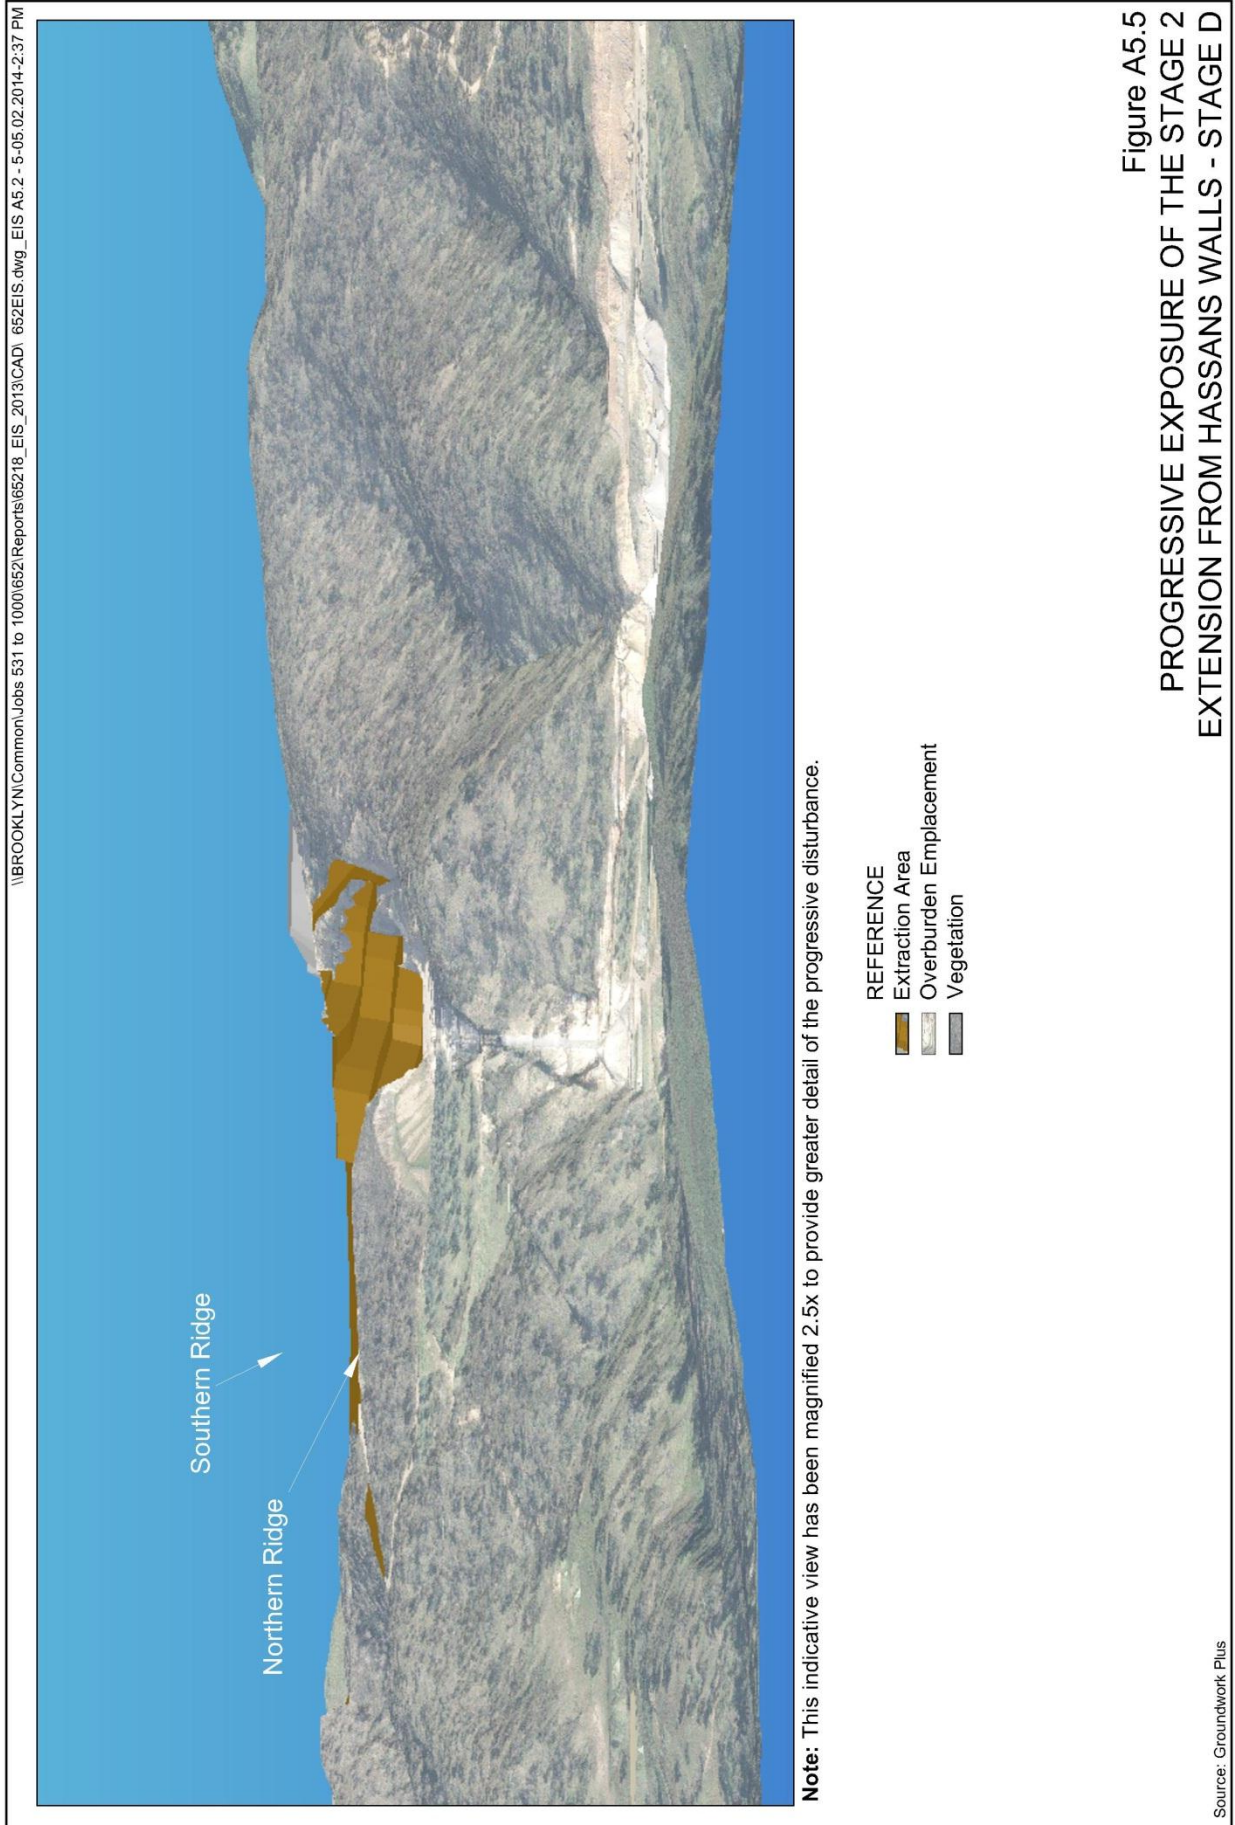 \\BROOKLYN\Common\Jobs 531 to 1000\652\Reports\65218_EIS_2013\CAD\ 652EIS.dwg_EIS A5.2 - 5-05.02.2014-2:37 PM
Southern Ridge
Northern Ridge
Note: This indicative view has been magnified 2.5x to provide greater detail of the progressive disturbance.
REFERENCE
Extraction Area
Overburden Emplacement
Vegetation
Figure A5.5
PROGRESSIVE EXPOSURE OF THE STAGE 2
EXTENSION FROM HASSANS WALLS - STAGE D
Source: Groundwork Plus